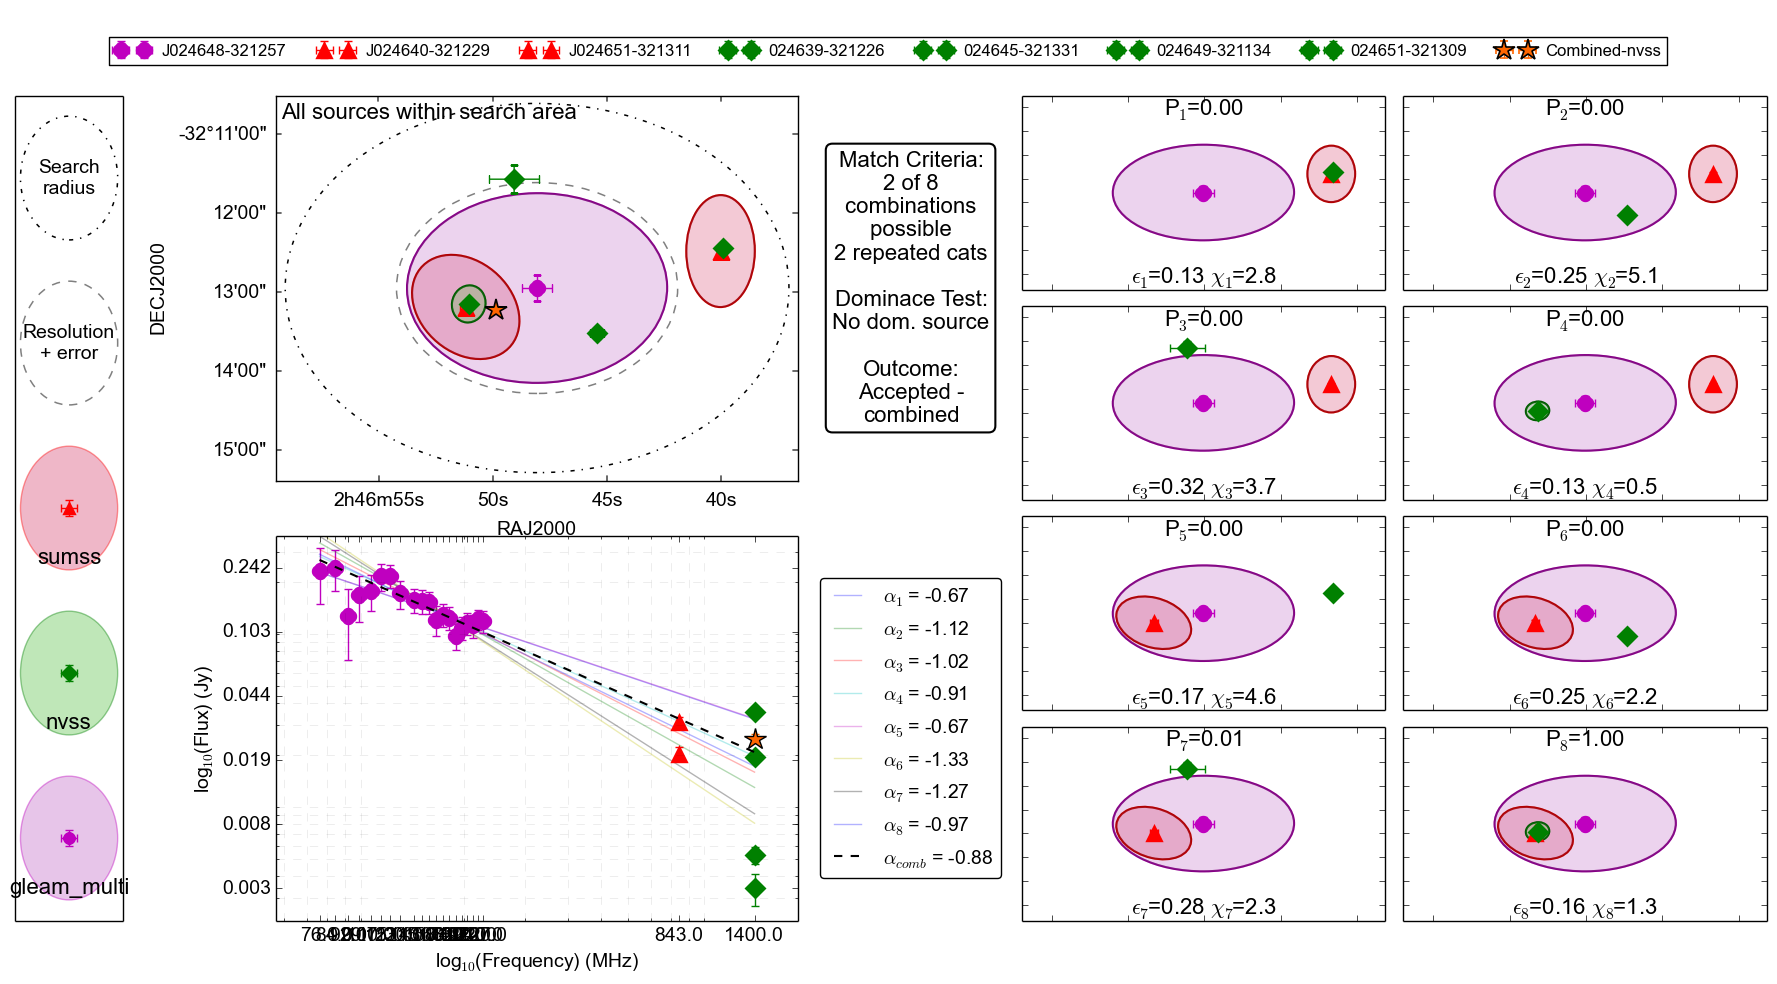 J024648-321257 J024640-321229 J024651-321311 024639-321226 024645-321331 024649-321134 024651-321309 Combined-nvss
Search
radius
Resolution
+ error
sumss
nvss
gleam_multi
All sources within search area
DECJ2000
-32°11'00"
12'00"
13'00"
14'00"
15'00"
2h46m55s 50s 45s 40s
RAJ2000
Match Criteria:
2 of 8
combinations
possible
2 repeated cats
Dominace Test:
No dom. source
Outcome:
Accepted -
combined
log10(Flux) (Jy)
0.242
0.103
0.044
0.019
0.008
0.003
843.0 1400.0
log10(Frequency) (MHz)
α1 = -0.67
α2 = -1.12
α3 = -1.02
α4 = -0.91
α5 = -0.67
α6 = -1.33
α7 = -1.27
α8 = -0.97
αcomb = -0.88
P1=0.00
ϵ1=0.13 χ1=2.8
P2=0.00
ϵ2=0.25 χ2=5.1
P3=0.00
ϵ3=0.32 χ3=3.7
P4=0.00
ϵ4=0.13 χ4=0.5
P5=0.00
ϵ5=0.17 χ5=4.6
P6=0.00
ϵ6=0.25 χ6=2.2
P7=0.01
ϵ7=0.28 χ7=2.3
P8=1.00
ϵ8=0.16 χ8=1.3